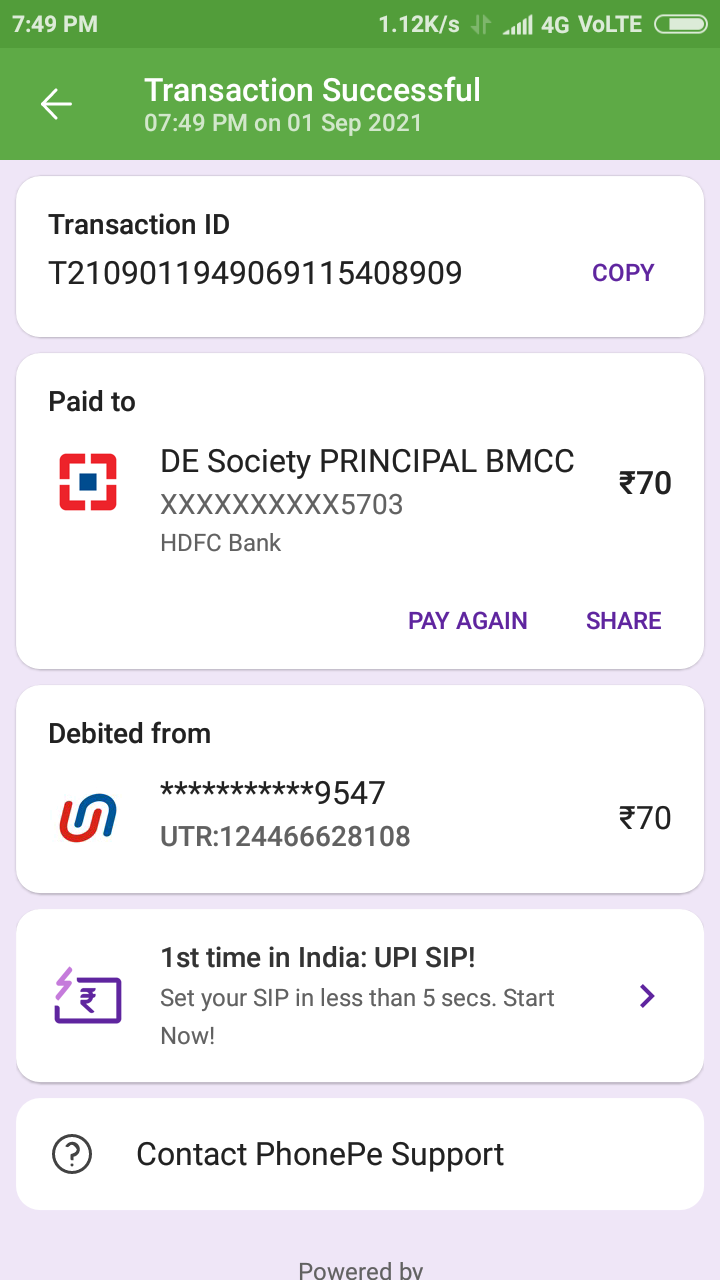 7:49 PM 1.12K/s 4G VoLTE
Transaction Successful
07:49 PM on 01 Sep 2021
Transaction ID
T2109011949069115408909 COPY
Paid to
DE Society PRINCIPAL BMCC
₹70
XXXXXXXXXX5703
HDFC Bank
PAY AGAIN SHARE
Debited from
***********9547
₹70
UTR:124466628108
1st time in India: UPI SIP!
Set your SIP in less than 5 secs. Start
Now!
Contact PhonePe Support
Powered by